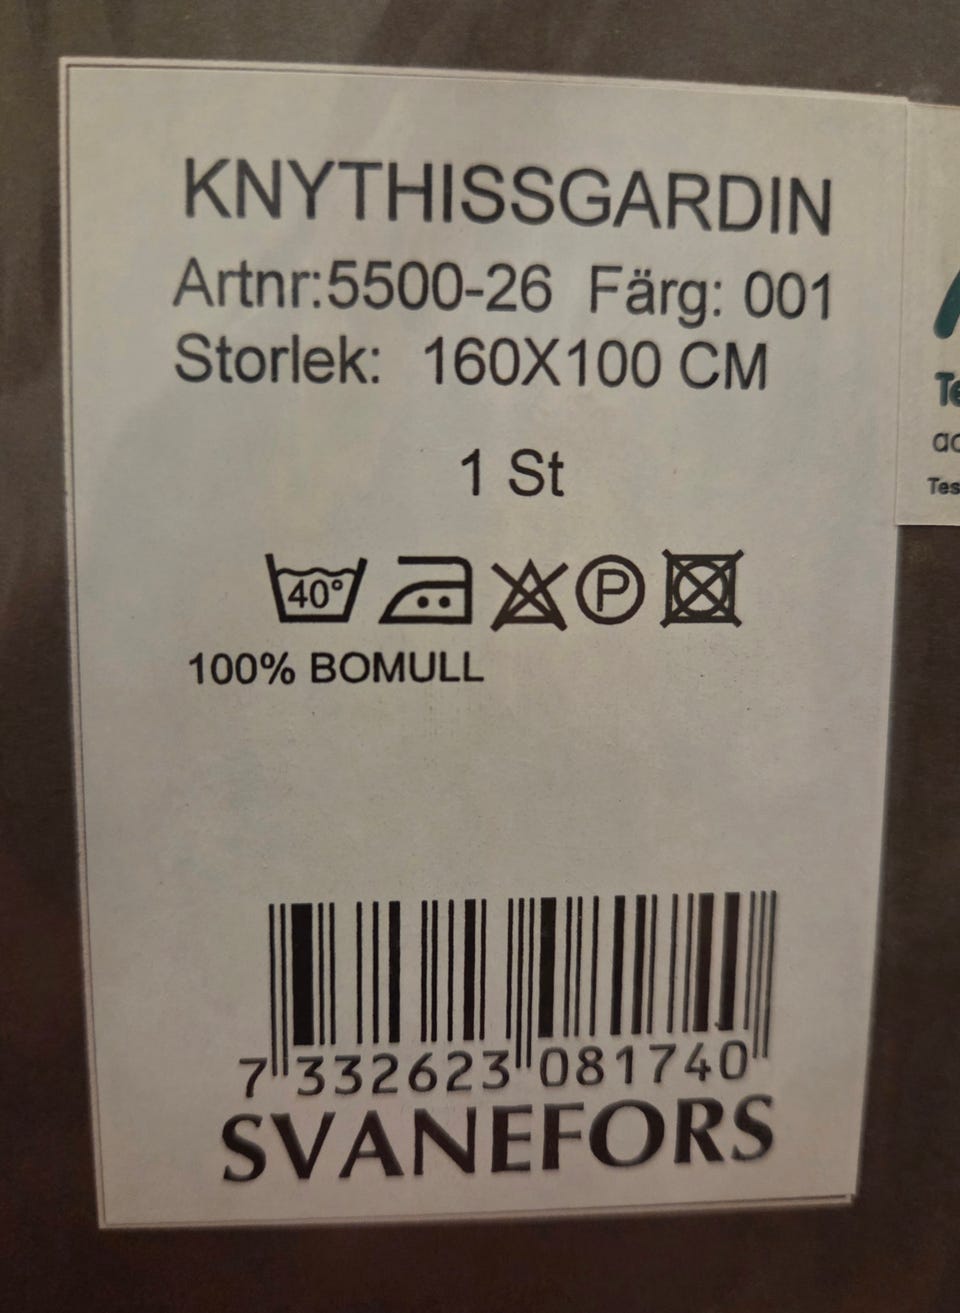 KNYTHISSGARDIN
Artnr:5500-26 Färg: 001
Storlek: 160X100 CM
1 St
40° P
100% BOMULL
7 332623 081740
SVANEFORS